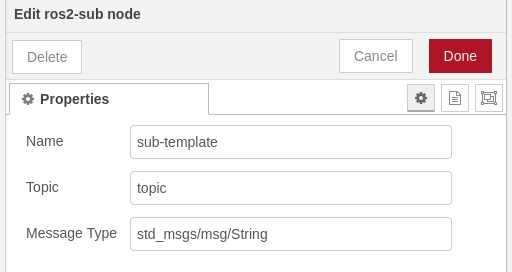 Edit ros2-sub node
Delete
Cancel
Done
Properties
Name
sub-template
Topic
topic
Message Type
std_msgs/msg/String